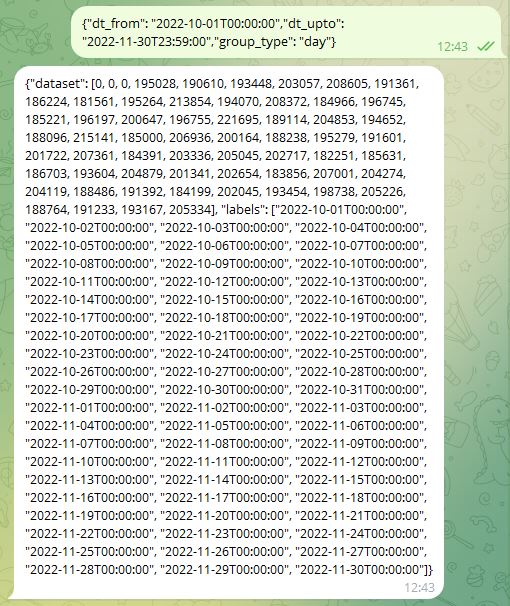 {"dt_from": "2022-10-01T00:00:00","dt_upto":
"2022-11-30T23:59:00","group_type": "day"}
12:43
{"dataset": [0, 0, 0, 195028, 190610, 193448, 203057, 208605, 191361,
186224, 181561, 195264, 213854, 194070, 208372, 184966, 196745,
185221, 196197, 200647, 196755, 221695, 189114, 204853, 194652,
188096, 215141, 185000, 206936, 200164, 188238, 195279, 191601,
201722, 207361, 184391, 203336, 205045, 202717, 182251, 185631,
186703, 193604, 204879, 201341, 202654, 183856, 207001, 204274,
204119, 188486, 191392, 184199, 202045, 193454, 198738, 205226,
188764, 191233, 193167, 205334], "labels": ["2022-10-01T00:00:00",
"2022-10-02T00:00:00", "2022-10-03T00:00:00", "2022-10-04T00:00:00",
"2022-10-05T00:00:00", "2022-10-06T00:00:00", "2022-10-07T00:00:00",
"2022-10-08T00:00:00", "2022-10-09T00:00:00", "2022-10-10T00:00:00",
"2022-10-11T00:00:00", "2022-10-12T00:00:00", "2022-10-13T00:00:00",
"2022-10-14T00:00:00", "2022-10-15T00:00:00", "2022-10-16T00:00:00",
"2022-10-17T00:00:00", "2022-10-18T00:00:00", "2022-10-19T00:00:00",
"2022-10-20T00:00:00", "2022-10-21T00:00:00", "2022-10-22T00:00:00",
"2022-10-23T00:00:00", "2022-10-24T00:00:00", "2022-10-25T00:00:00",
"2022-10-26T00:00:00", "2022-10-27T00:00:00", "2022-10-28T00:00:00",
"2022-10-29T00:00:00", "2022-10-30T00:00:00", "2022-10-31T00:00:00",
"2022-11-01T00:00:00", "2022-11-02T00:00:00", "2022-11-03T00:00:00",
"2022-11-04T00:00:00", "2022-11-05T00:00:00", "2022-11-06T00:00:00",
"2022-11-07T00:00:00", "2022-11-08T00:00:00", "2022-11-09T00:00:00",
"2022-11-10T00:00:00", "2022-11-11T00:00:00", "2022-11-12T00:00:00",
"2022-11-13T00:00:00", "2022-11-14T00:00:00", "2022-11-15T00:00:00",
"2022-11-16T00:00:00", "2022-11-17T00:00:00", "2022-11-18T00:00:00",
"2022-11-19T00:00:00", "2022-11-20T00:00:00", "2022-11-21T00:00:00",
"2022-11-22T00:00:00", "2022-11-23T00:00:00", "2022-11-24T00:00:00",
"2022-11-25T00:00:00", "2022-11-26T00:00:00", "2022-11-27T00:00:00",
"2022-11-28T00:00:00", "2022-11-29T00:00:00", "2022-11-30T00:00:00"]}
12:43